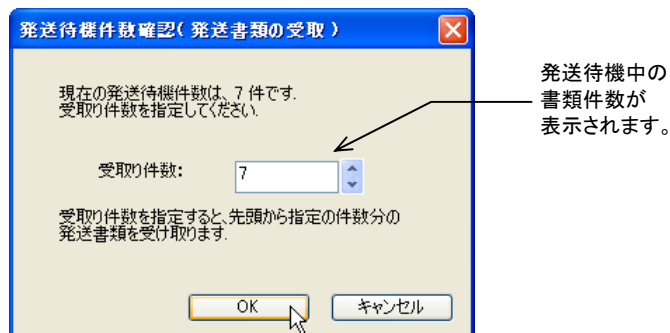 発送待機件数確認(発送書類の受取)
現在の発送待機件数は、7 件です.
受取り件数を指定してください.
受取り件数:
7
受取り件数を指定すると、先頭から指定の件数分の
発送書類を受け取ります.
OK
キャンセル
発送待機中の
書類件数が
表示されます。